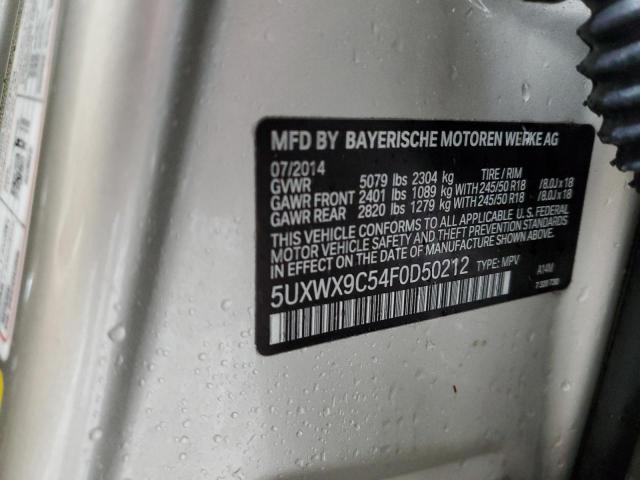 MFD BY BAYERISCHE MOTOREN WERKE AG
07/2014 TIRE / RIM
GVWR 5079 lbs 2304 kg
GAWR FRONT 2401 lbs 1089 kg WITH 245/50 R18 /8.0J x 18
GAWR REAR 2820 lbs 1279 kg WITH 245/50 R18 /8.0J x 18
THIS VEHICLE CONFORMS TO ALL APPLICABLE U.S. FEDERAL
MOTOR VEHICLE SAFETY AND THEFT PREVENTION
STANDARDS IN EFFECT ON THE DATE OF MANUFACTURE SHOWN ABOVE.
5UXWX9C54F0D50212 TYPE: MPV A14M